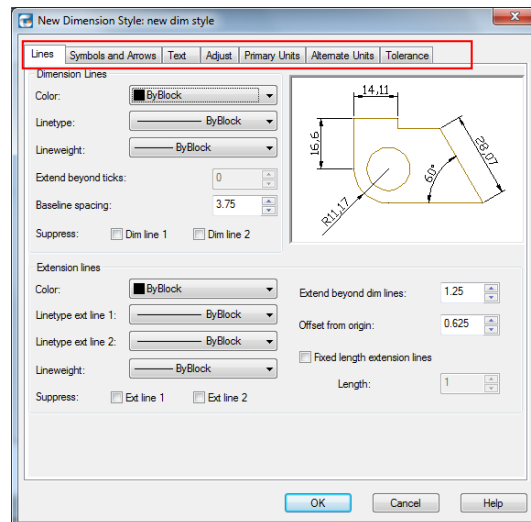 New Dimension Style: new dim style
Lines Symbols and Arrows Text Adjust Primary Units Alternate Units Tolerance
Dimension Lines
Color: ByBlock
Linetype: ByBlock
Lineweight: ByBlock
Extend beyond ticks: 0
Baseline spacing: 3.75
Suppress: Dim line 1 Dim line 2
14,11
16,6
28,07
60°
R11,17
Extension lines
Color: ByBlock
Linetype ext line 1: ByBlock
Linetype ext line 2: ByBlock
Lineweight: ByBlock
Suppress: Ext line 1 Ext line 2
Extend beyond dim lines: 1.25
Offset from origin: 0.625
Fixed length extension lines
Length: 1
OK Cancel Help